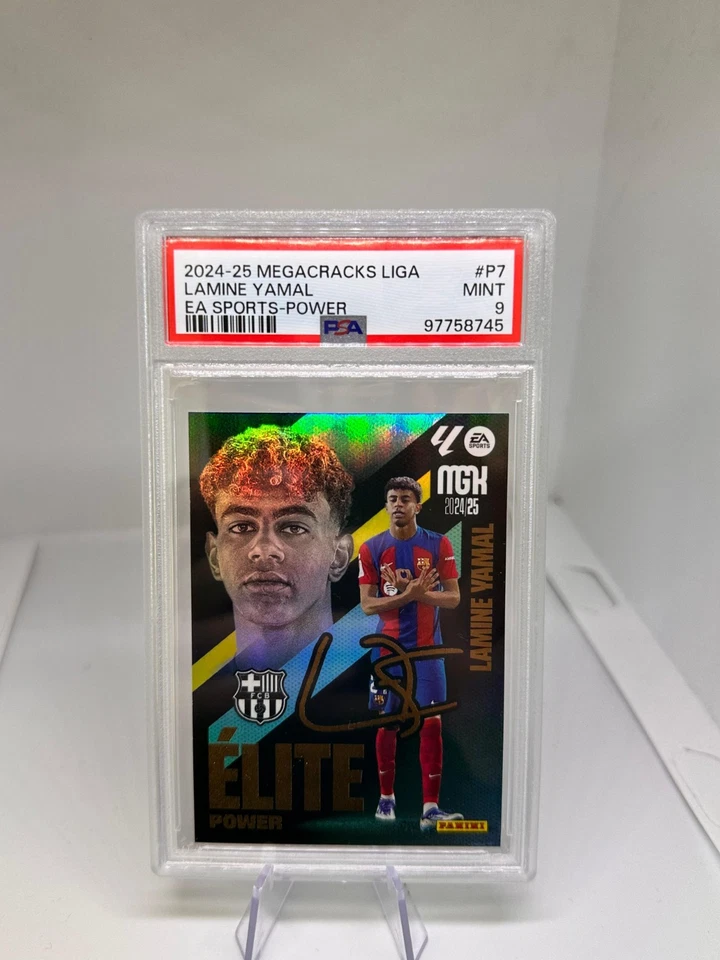 2024-25 MEGACRACKS LIGA #P7
LAMINE YAMAL MINT
EA SPORTS-POWER 9
PSA 97758745
EA
SPORTS
MGK
2024/25
LAMINE YAMAL
FCB
ÉLITE
POWER
PANINI